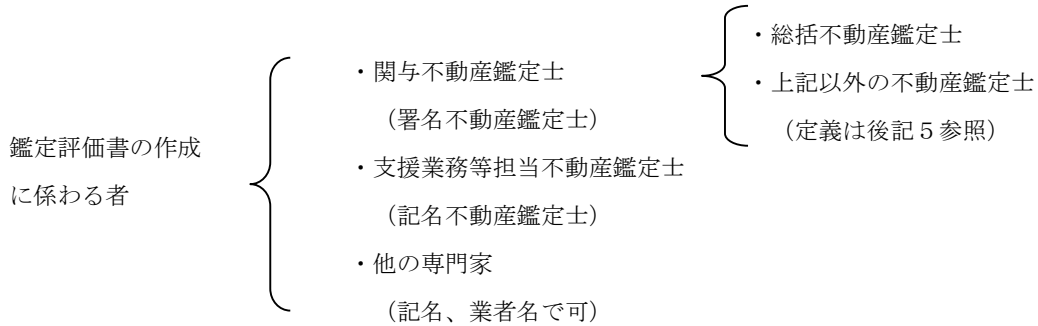 鑑定評価書の作成
に係わる者
・関与不動産鑑定士
（署名不動産鑑定士）
・支援業務等担当不動産鑑定士
（記名不動産鑑定士）
・他の専門家
（記名、業者名で可）
・総括不動産鑑定士
・上記以外の不動産鑑定士
（定義は後記５参照）